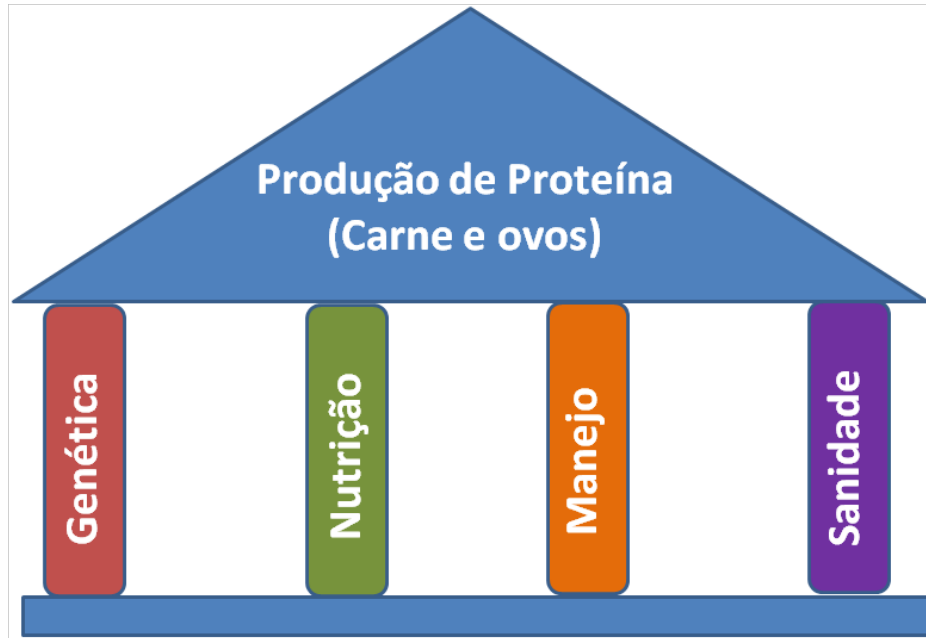 Produção de Proteína
(Carne e ovos)
Genética
Nutrição
Manejo
Sanidade